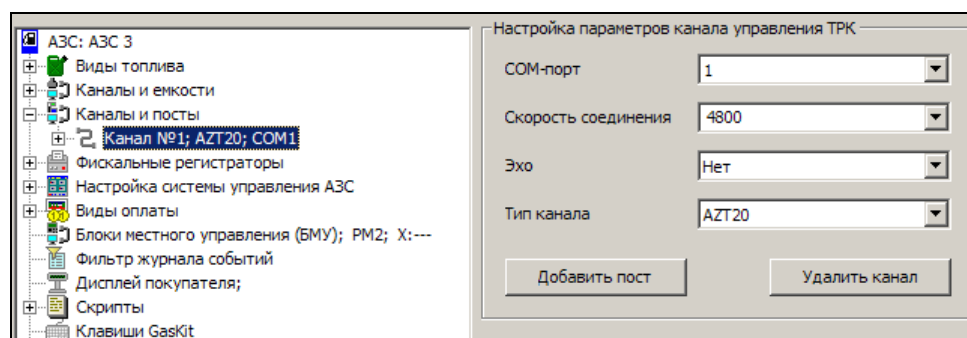 АЗС: АЗС 3
Виды топлива
Каналы и емкости
Каналы и посты
Канал №1; AZT20; COM1
Фискальные регистраторы
Настройка системы управления АЗС
Виды оплаты
Блоки местного управления (БМУ); PM2; X:---
Фильтр журнала событий
Дисплей покупателя;
Скрипты
Клавиши GasKit
Настройка параметров канала управления ТРК
COM-порт
1
Скорость соединения
4800
Эхо
Нет
Тип канала
AZT20
Добавить пост
Удалить канал